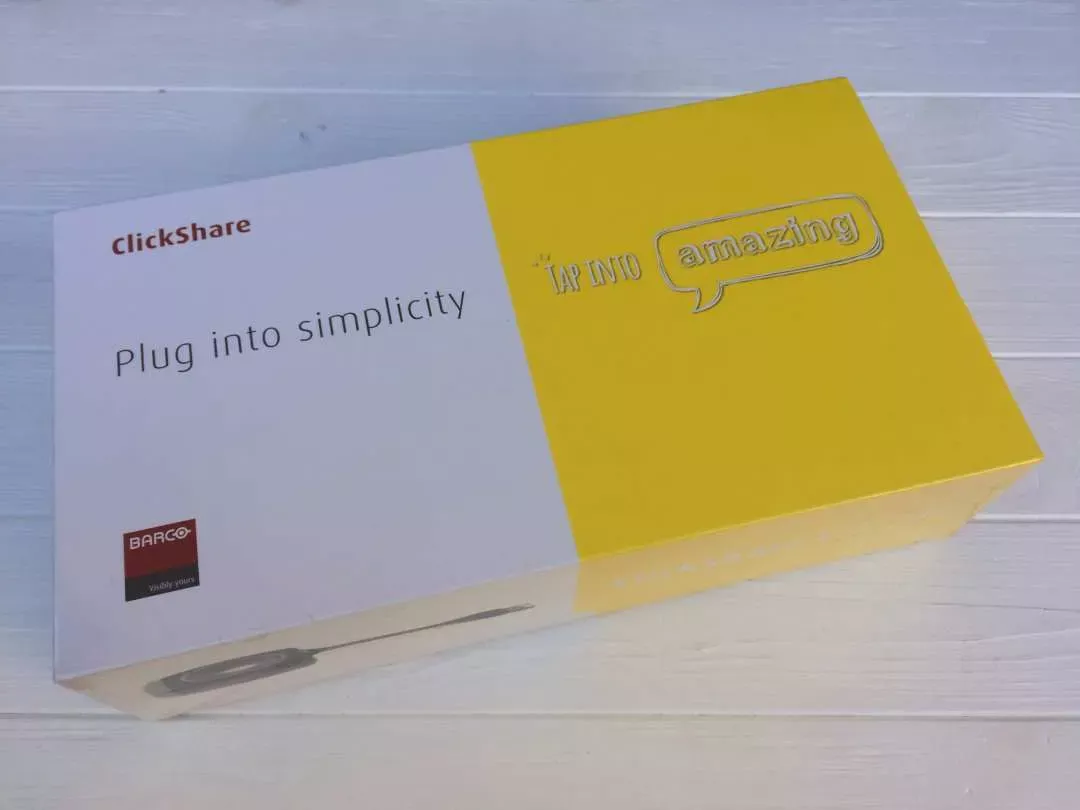 ClickShare
Plug into simplicity
TAP INTO
amazing
BARCO
Visibly yours